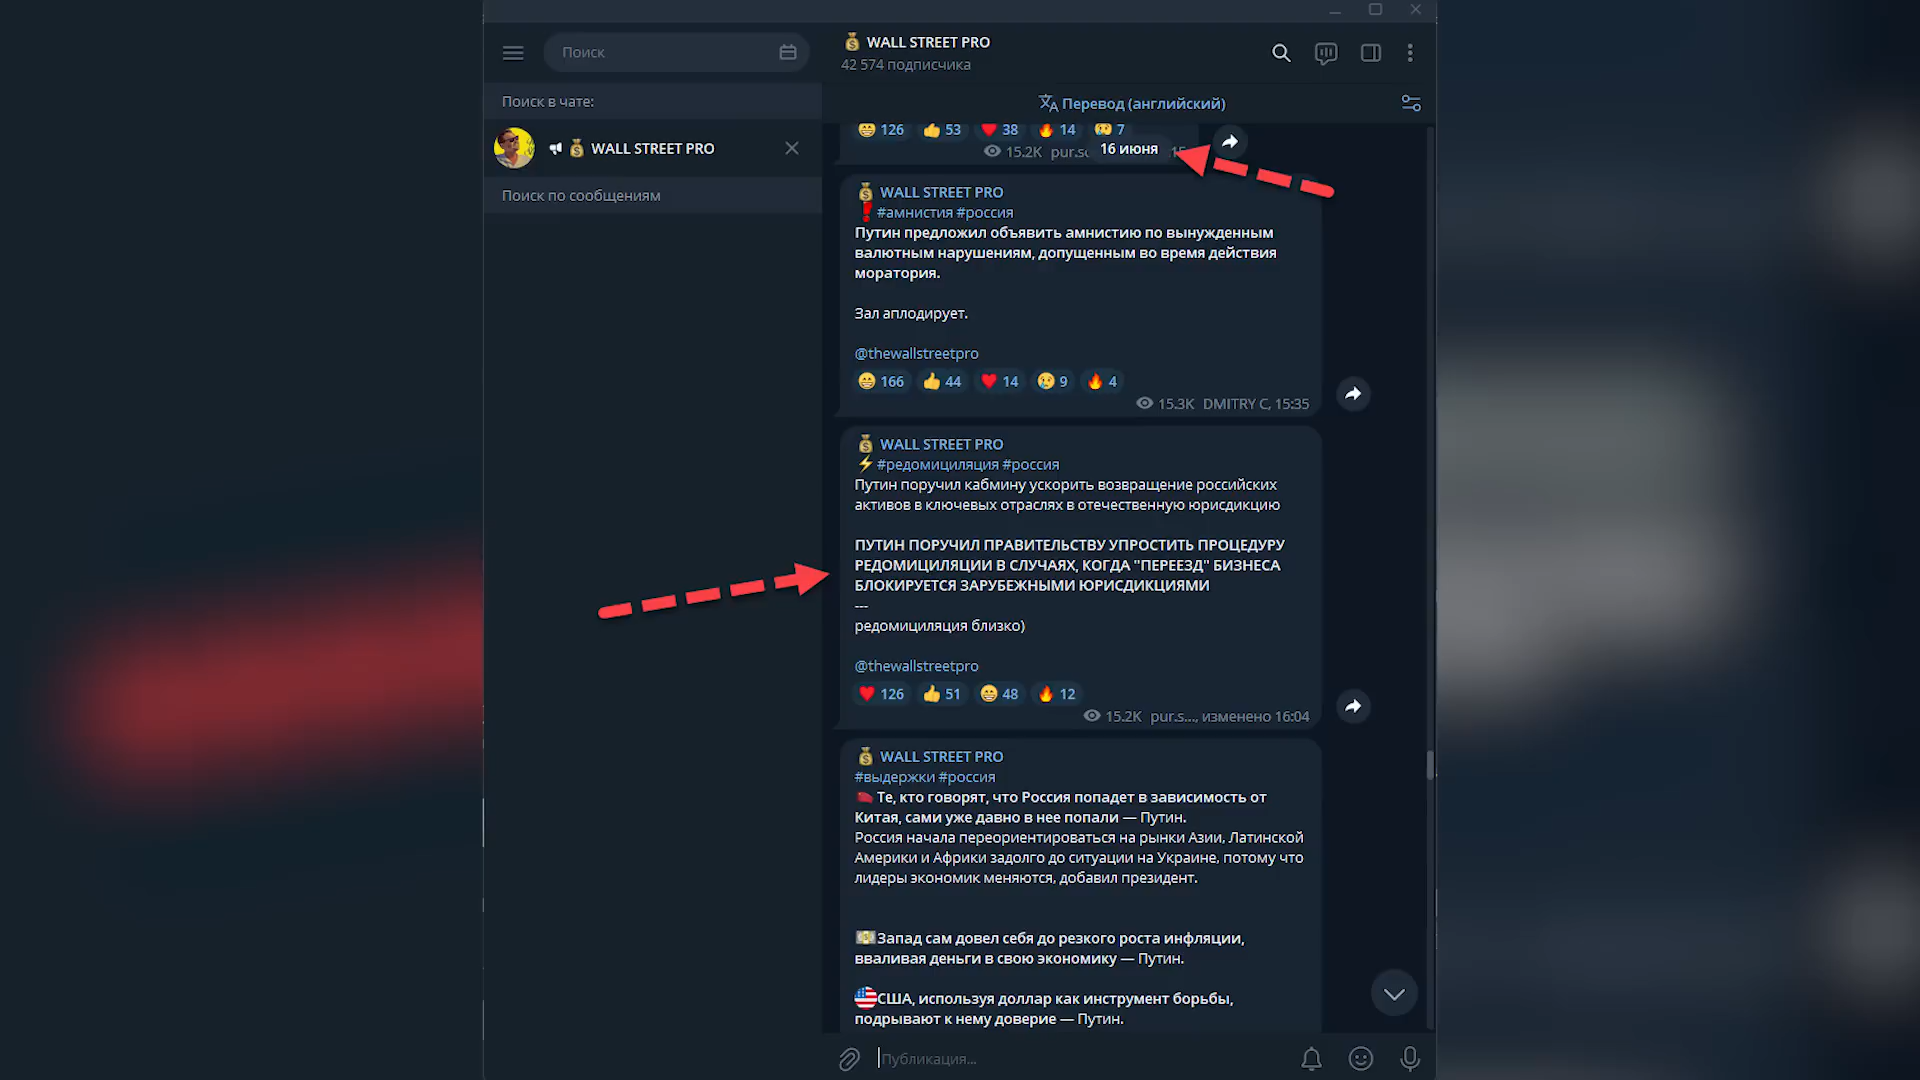 Поиск
Поиск в чате:
WALL STREET PRO
Поиск по сообщениям
WALL STREET PRO
42 574 подписчика
Перевод (английский)
126 53 38 14 7
15.2K
16 июня
WALL STREET PRO
#амнистия #россия
Путин предложил объявить амнистию по вынужденным
валютным нарушениям, допущенным во время действия
моратория.
Зал аплодирует.
@thewallstreetpro
166 44 14 9 4
15.3K DMITRY C, 15:35
WALL STREET PRO
#редомициляция #россия
Путин поручил кабмину ускорить возвращение российских
активов в ключевых отраслях в отечественную юрисдикцию
ПУТИН ПОРУЧИЛ ПРАВИТЕЛЬСТВУ УПРОСТИТЬ ПРОЦЕДУРУ
РЕДОМИЦИЛЯЦИИ В СЛУЧАЯХ, КОГДА "ПЕРЕЕЗД" БИЗНЕСА
БЛОКИРУЕТСЯ ЗАРУБЕЖНЫМИ ЮРИСДИКЦИЯМИ
---
редомициляция близко)
@thewallstreetpro
126 51 48 12
15.2K pur.s..., изменено 16:04
WALL STREET PRO
#выдержки #россия
Те, кто говорят, что Россия попадет в зависимость от
Китая, сами уже давно в нее попали — Путин.
Россия начала переориентироваться на рынки Азии, Латинской
Америки и Африки задолго до ситуации на Украине, потому что
лидеры экономик меняются, добавил президент.
Запад сам довел себя до резкого роста инфляции,
вваливая деньги в свою экономику — Путин.
США, используя доллар как инструмент борьбы,
подрывают к нему доверие — Путин.
Публикация...